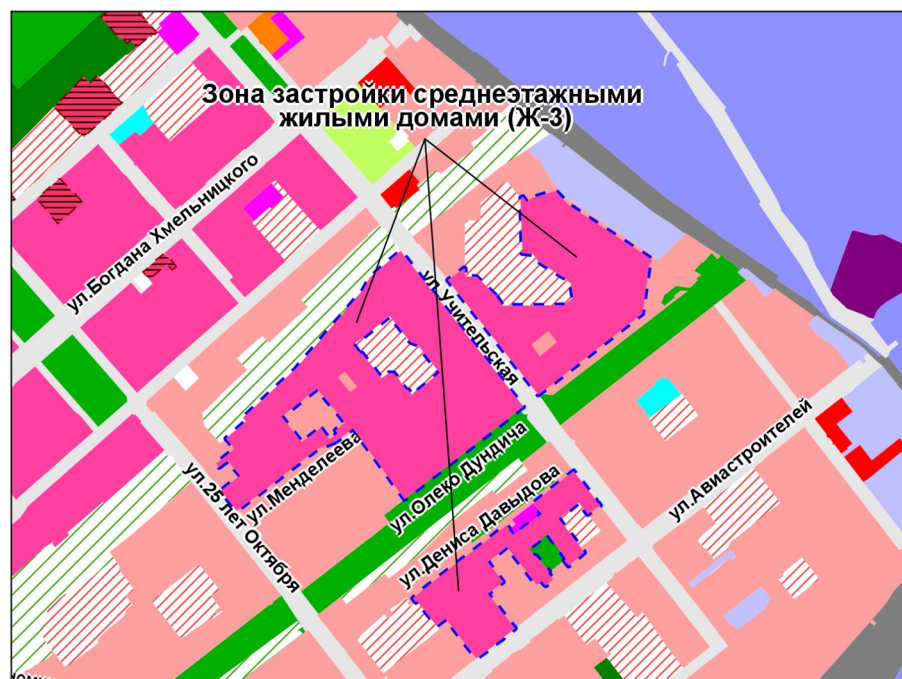 Зона застройки среднеэтажными
жилыми домами (Ж-3)
ул.Богдана Хмельницкого
ул.Учительская
ул.Менделеева
ул.25 лет Октября
ул.Олеко Дундича
ул.Дениса Давыдова
ул.Авиастроителей